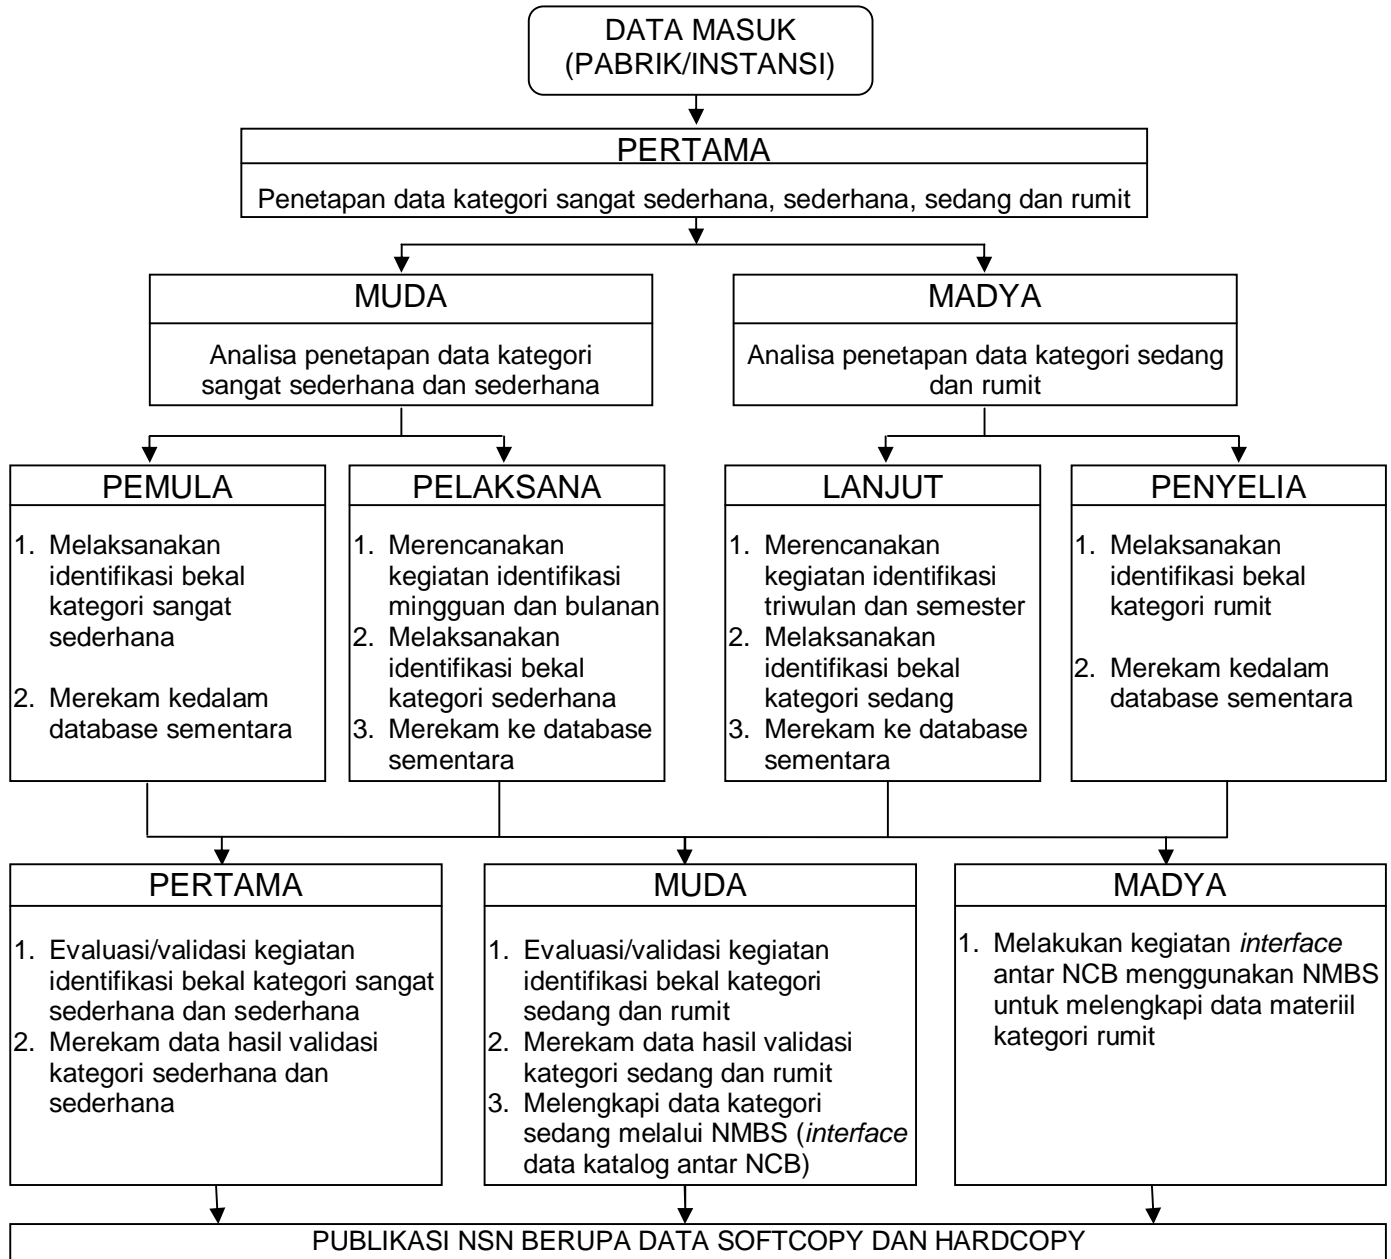 DATA MASUK
(PABRIK/INSTANSI)
PERTAMA
Penetapan data kategori sangat sederhana, sederhana, sedang dan rumit
MUDA
Analisa penetapan data kategori
sangat sederhana dan sederhana
MADYA
Analisa penetapan data kategori sedang
dan rumit
PEMULA
1. Melaksanakan
identifikasi bekal
kategori sangat
sederhana
2. Merekam kedalam
database sementara
PELAKSANA
1. Merencanakan
kegiatan identifikasi
mingguan dan bulanan
2. Melaksanakan
identifikasi bekal
kategori sederhana
3. Merekam ke database
sementara
LANJUT
1. Merencanakan
kegiatan identifikasi
triwulan dan semester
2. Melaksanakan
identifikasi bekal
kategori sedang
3. Merekam ke database
sementara
PENYELIA
1. Melaksanakan
identifikasi bekal
kategori rumit
2. Merekam kedalam
database sementara
PERTAMA
1. Evaluasi/validasi kegiatan
identifikasi bekal kategori sangat
sederhana dan sederhana
2. Merekam data hasil validasi
kategori sederhana dan
sederhana
MUDA
1. Evaluasi/validasi kegiatan
identifikasi bekal kategori
sedang dan rumit
2. Merekam data hasil validasi
kategori sedang dan rumit
3. Melengkapi data kategori
sedang melalui NMBS (interface
data katalog antar NCB)
MADYA
1. Melakukan kegiatan interface
antar NCB menggunakan NMBS
untuk melengkapi data materiil
kategori rumit
PUBLIKASI NSN BERUPA DATA SOFTCOPY DAN HARDCOPY